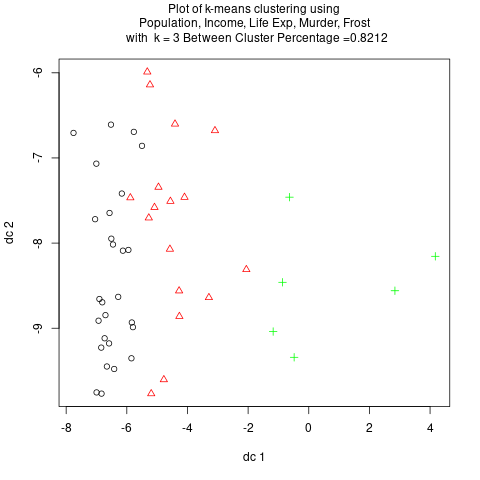 Plot of k-means clustering using
Population, Income, Life Exp, Murder, Frost
with k = 3 Between Cluster Percentage =0.8212
-6
-7
-8
-9
dc 2
-8 -6 -4 -2 0 2 4
dc 1